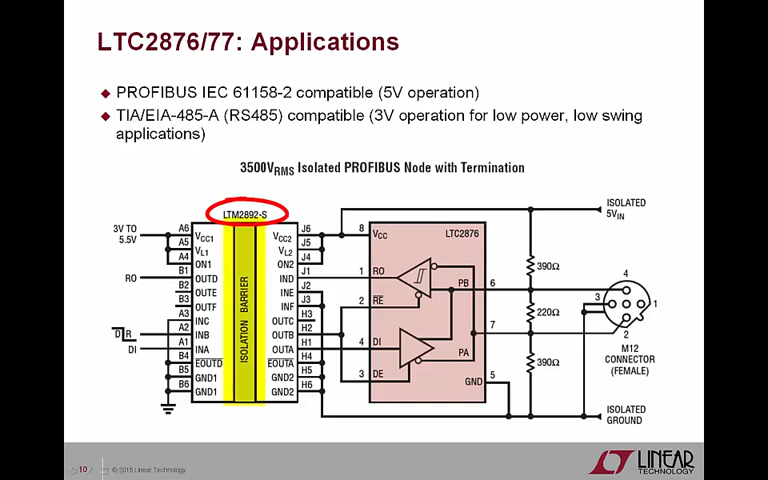 LTC2876/77: Applications
PROFIBUS IEC 61158-2 compatible (5V operation)
TIA/EIA-485-A (RS485) compatible (3V operation for low power, low swing
applications)
3500VRMS Isolated PROFIBUS Node with Termination
LTM2892-S
3V TO
5.5V
RO
D R
DI
A6
A5
A4
B1
B2
B3
A3
A2
A1
B4
B5
B6
VCC1
VL1
ON1
OUTD
OUTE
OUTF
INC
INB
INA
EOUTD
GND1
GND1
ISOLATION BARRIER
VCC2
VL2
ON2
IND
INE
INF
OUTC
OUTB
OUTA
EOUTA
GND2
GND2
J6
J5
J4
J1
J2
J3
H3
H2
H1
H4
H5
H6
8
1
2
4
3
VCC
RO
RE
DI
DE
LTC2876
PB
PA
GND
6
7
5
ISOLATED
5VIN
390Ω
220Ω
390Ω
4
3
1
2
M12
CONNECTOR
(FEMALE)
ISOLATED
GROUND
10
© 2015 Linear Technology
LINEAR
TECHNOLOGY